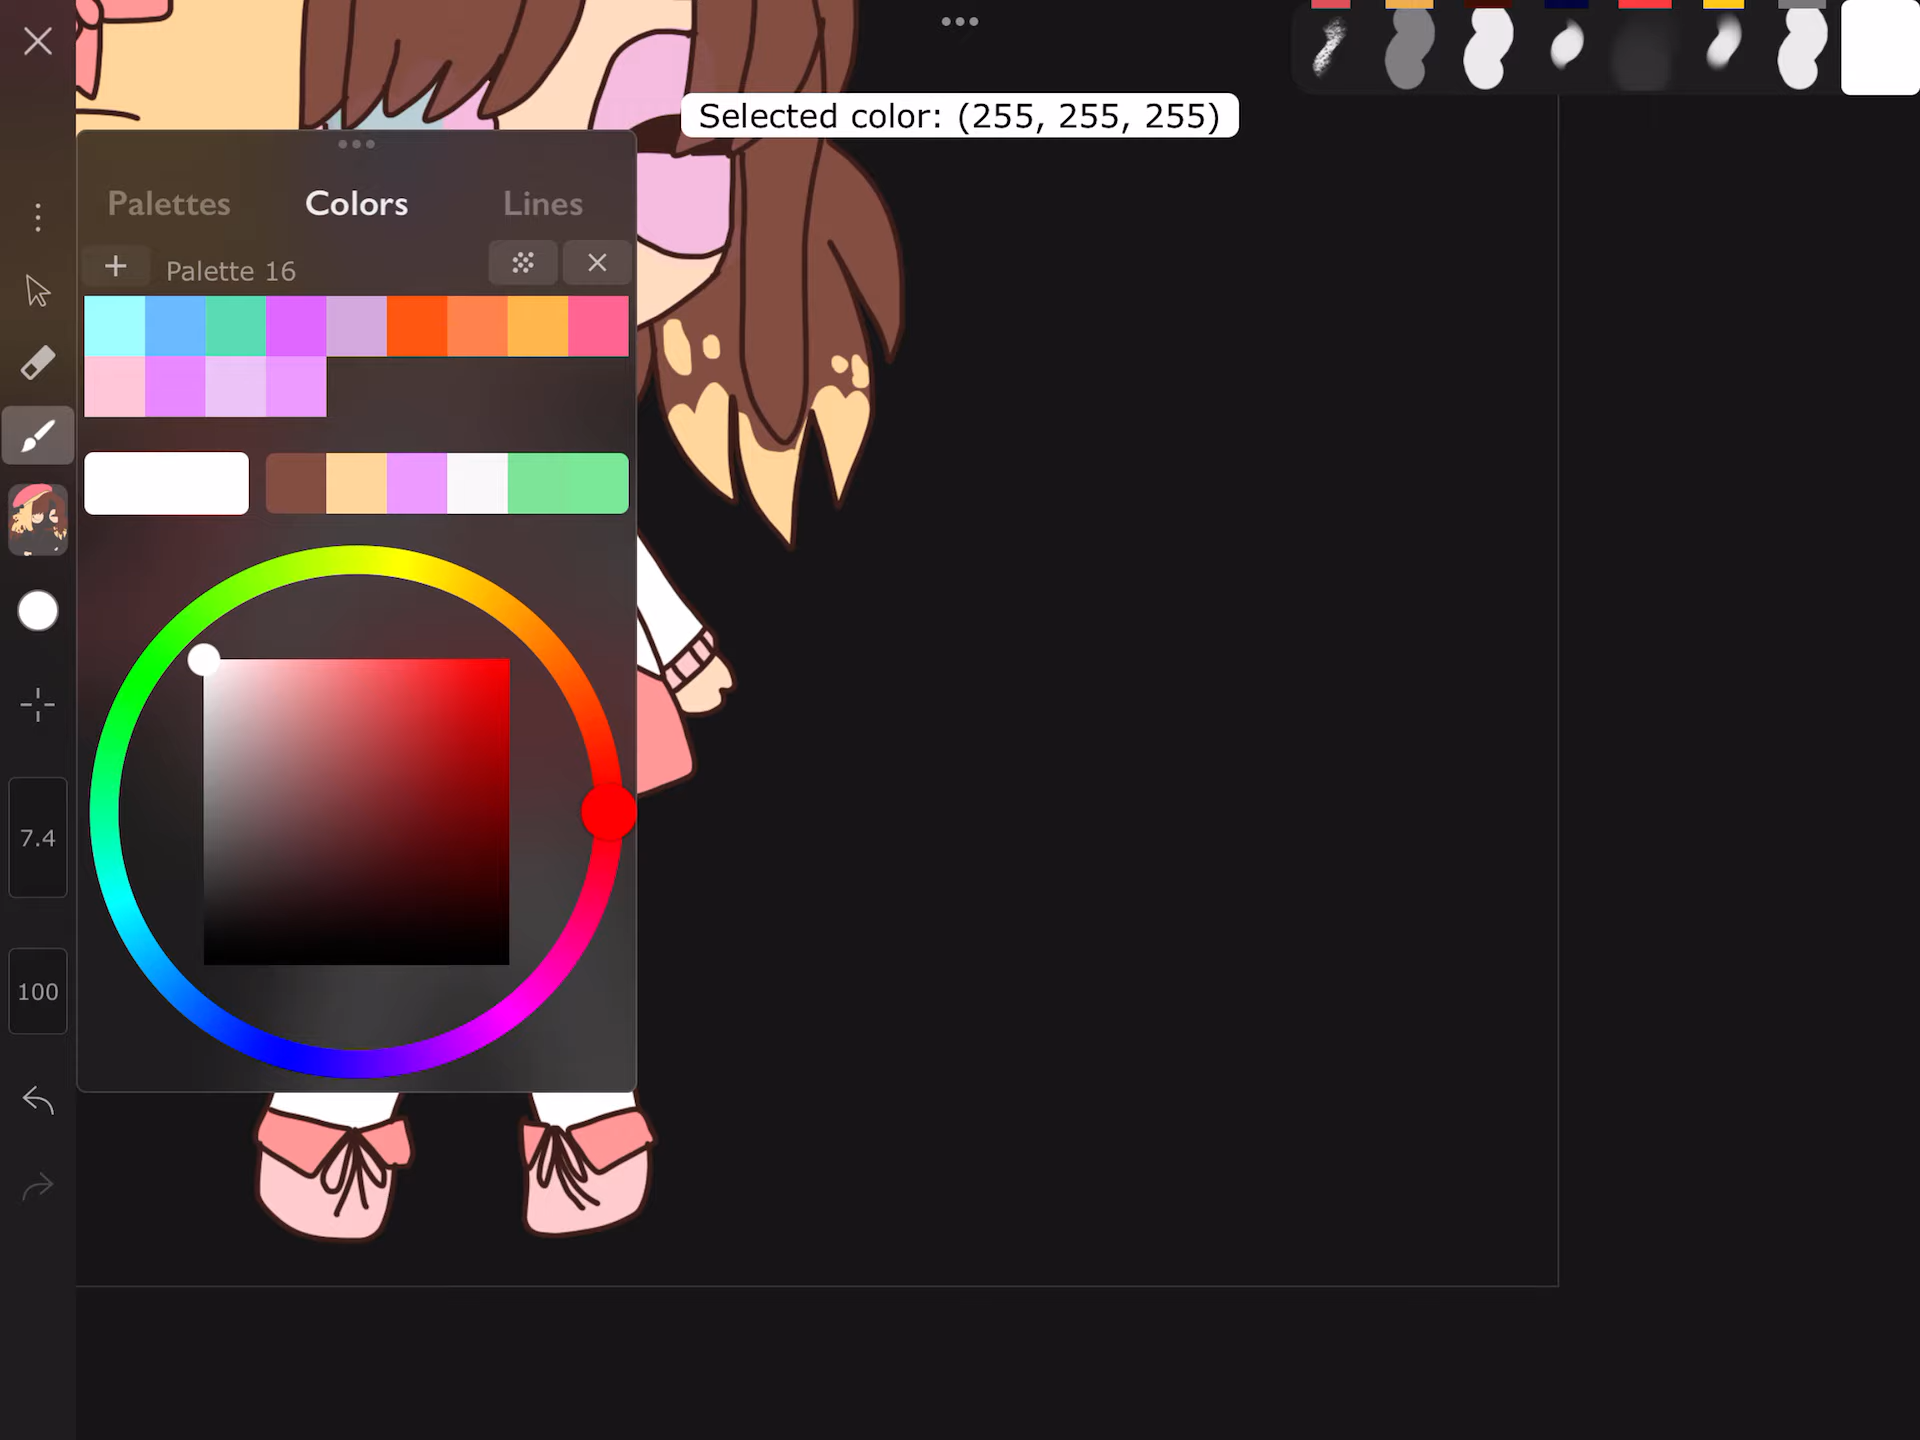 Selected color: (255, 255, 255)
Palettes Colors Lines
Palette 16
7.4
100